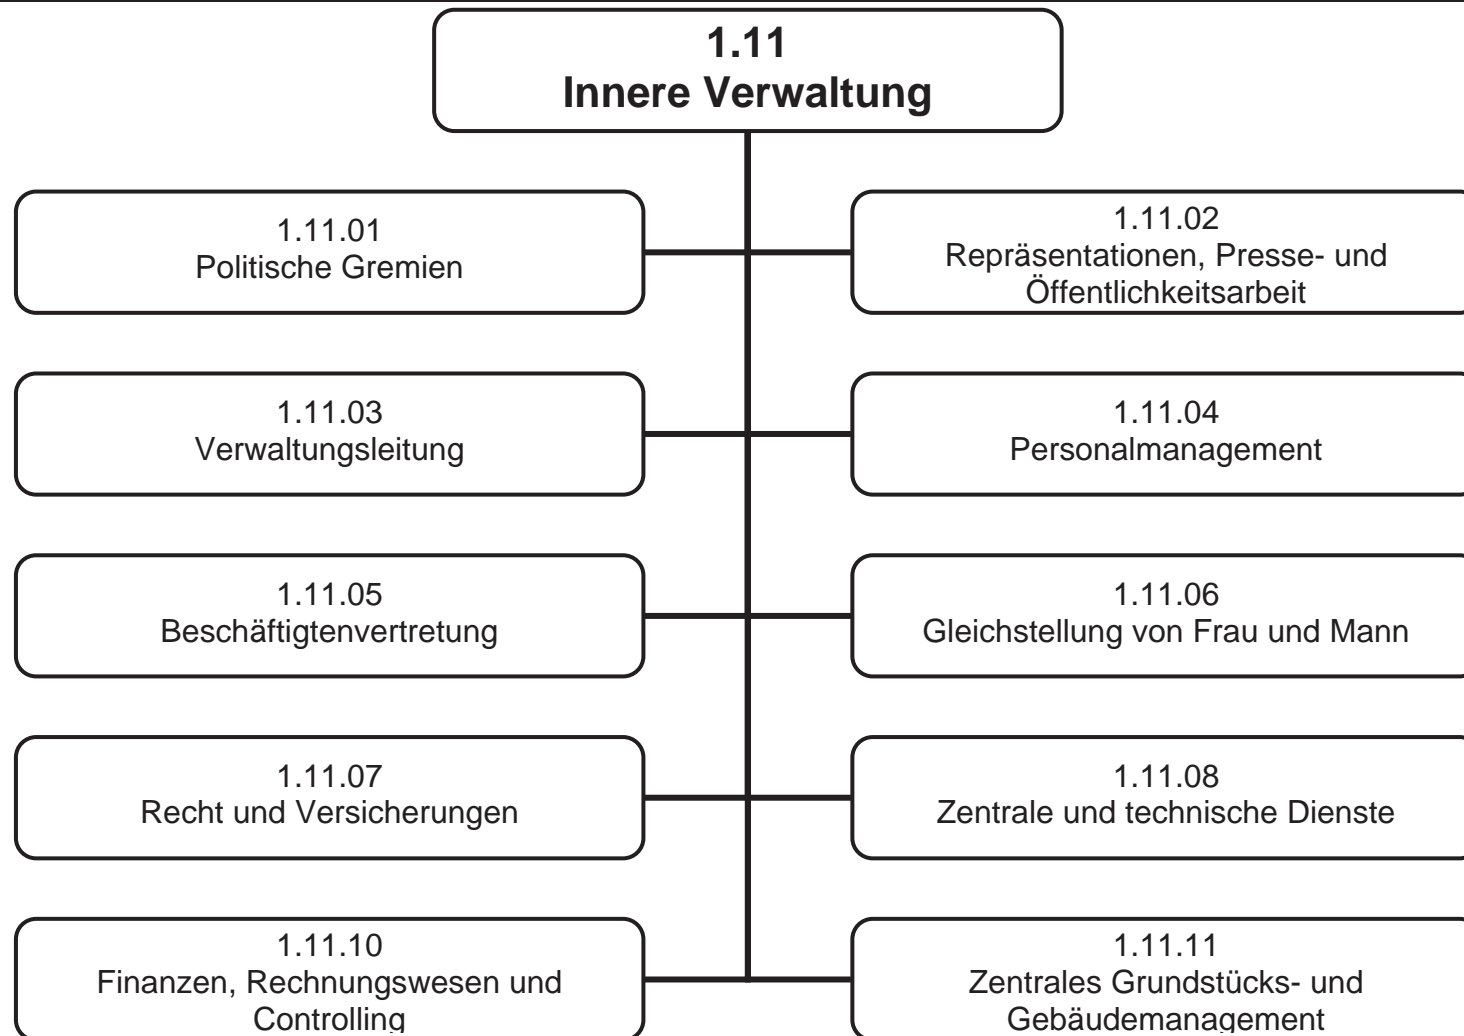 1.11
Innere Verwaltung
1.11.01
Politische Gremien
1.11.02
Repräsentationen, Presse- und
Öffentlichkeitsarbeit
1.11.03
Verwaltungsleitung
1.11.04
Personalmanagement
1.11.05
Beschäftigtenvertretung
1.11.06
Gleichstellung von Frau und Mann
1.11.07
Recht und Versicherungen
1.11.08
Zentrale und technische Dienste
1.11.10
Finanzen, Rechnungswesen und
Controlling
1.11.11
Zentrales Grundstücks- und
Gebäudemanagement